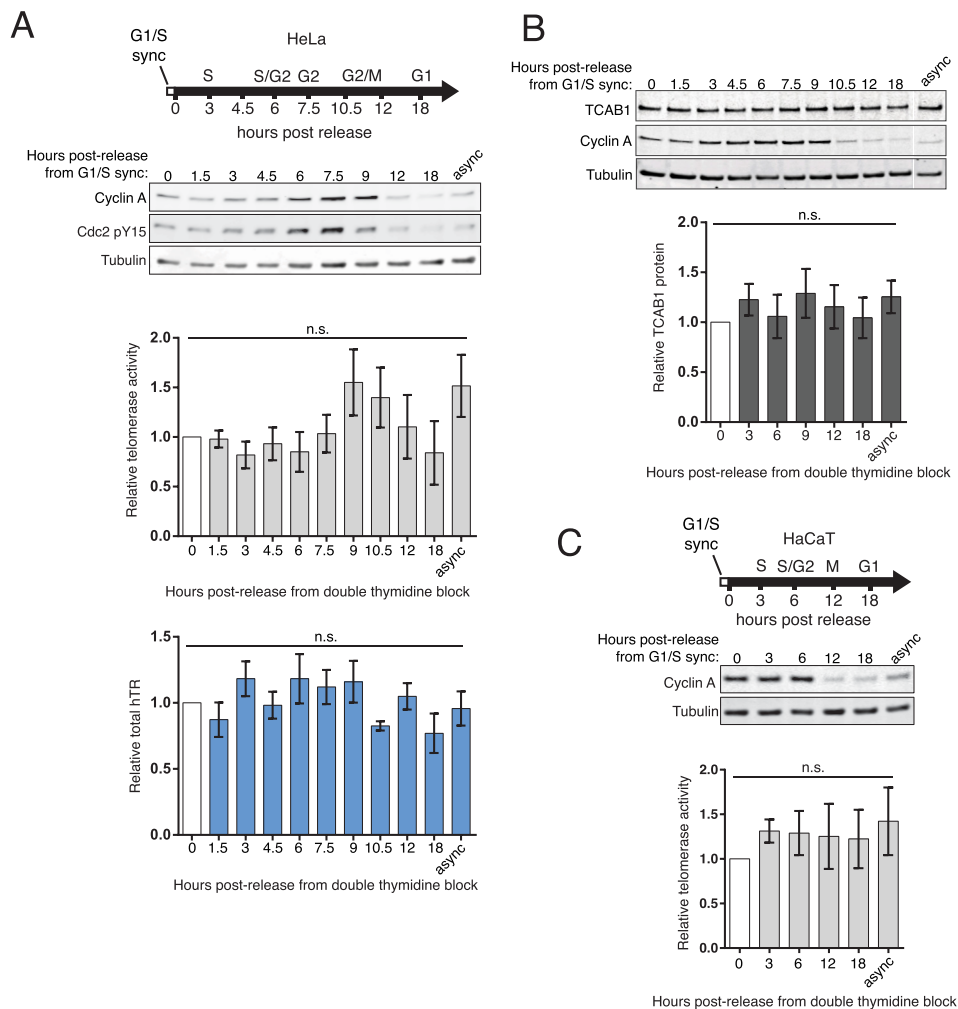 A
G1/S
sync
HeLa
S S/G2 G2 G2/M G1
0 3 4.5 6 7.5 10.5 12 18
hours post release
Hours post-release
from G1/S sync: 0 1.5 3 4.5 6 7.5 9 12 18 async
Cyclin A
Cdc2 pY15
Tubulin
n.s.
Relative telomerase activity
2.0
1.5
1.0
0.5
0.0
0 1.5 3 4.5 6 7.5 9 10.5 12 18 async
Hours post-release from double thymidine block
n.s.
Relative total hTR
1.5
1.0
0.5
0.0
0 1.5 3 4.5 6 7.5 9 10.5 12 18 async
Hours post-release from double thymidine block
B
Hours post-release
from G1/S sync: 0 1.5 3 4.5 6 7.5 9 10.5 12 18 async
TCAB1
Cyclin A
Tubulin
n.s.
Relative TCAB1 protein
2.0
1.5
1.0
0.5
0.0
0 3 6 9 12 18 async
Hours post-release from double thymidine block
C
G1/S
sync
HaCaT
S S/G2 M G1
0 3 6 12 18
hours post release
Hours post-release
from G1/S sync: 0 3 6 12 18 async
Cyclin A
Tubulin
n.s.
Relative telomerase activity
2.0
1.5
1.0
0.5
0.0
0 3 6 12 18 async
Hours post-release from double thymidine block